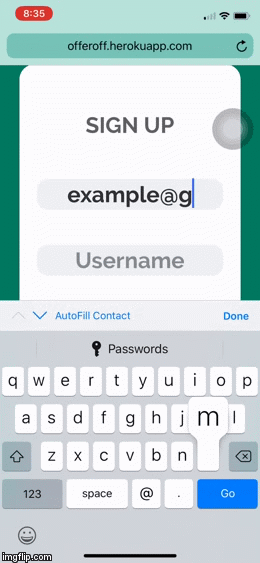 8:35
offeroff.herokuapp.com
SIGN UP
example@g
Username
AutoFill Contact Done
Passwords
q w e r t y u i o p
a s d f g h j l
m
z x c v b n
123 space @ . Go
imgflip.com